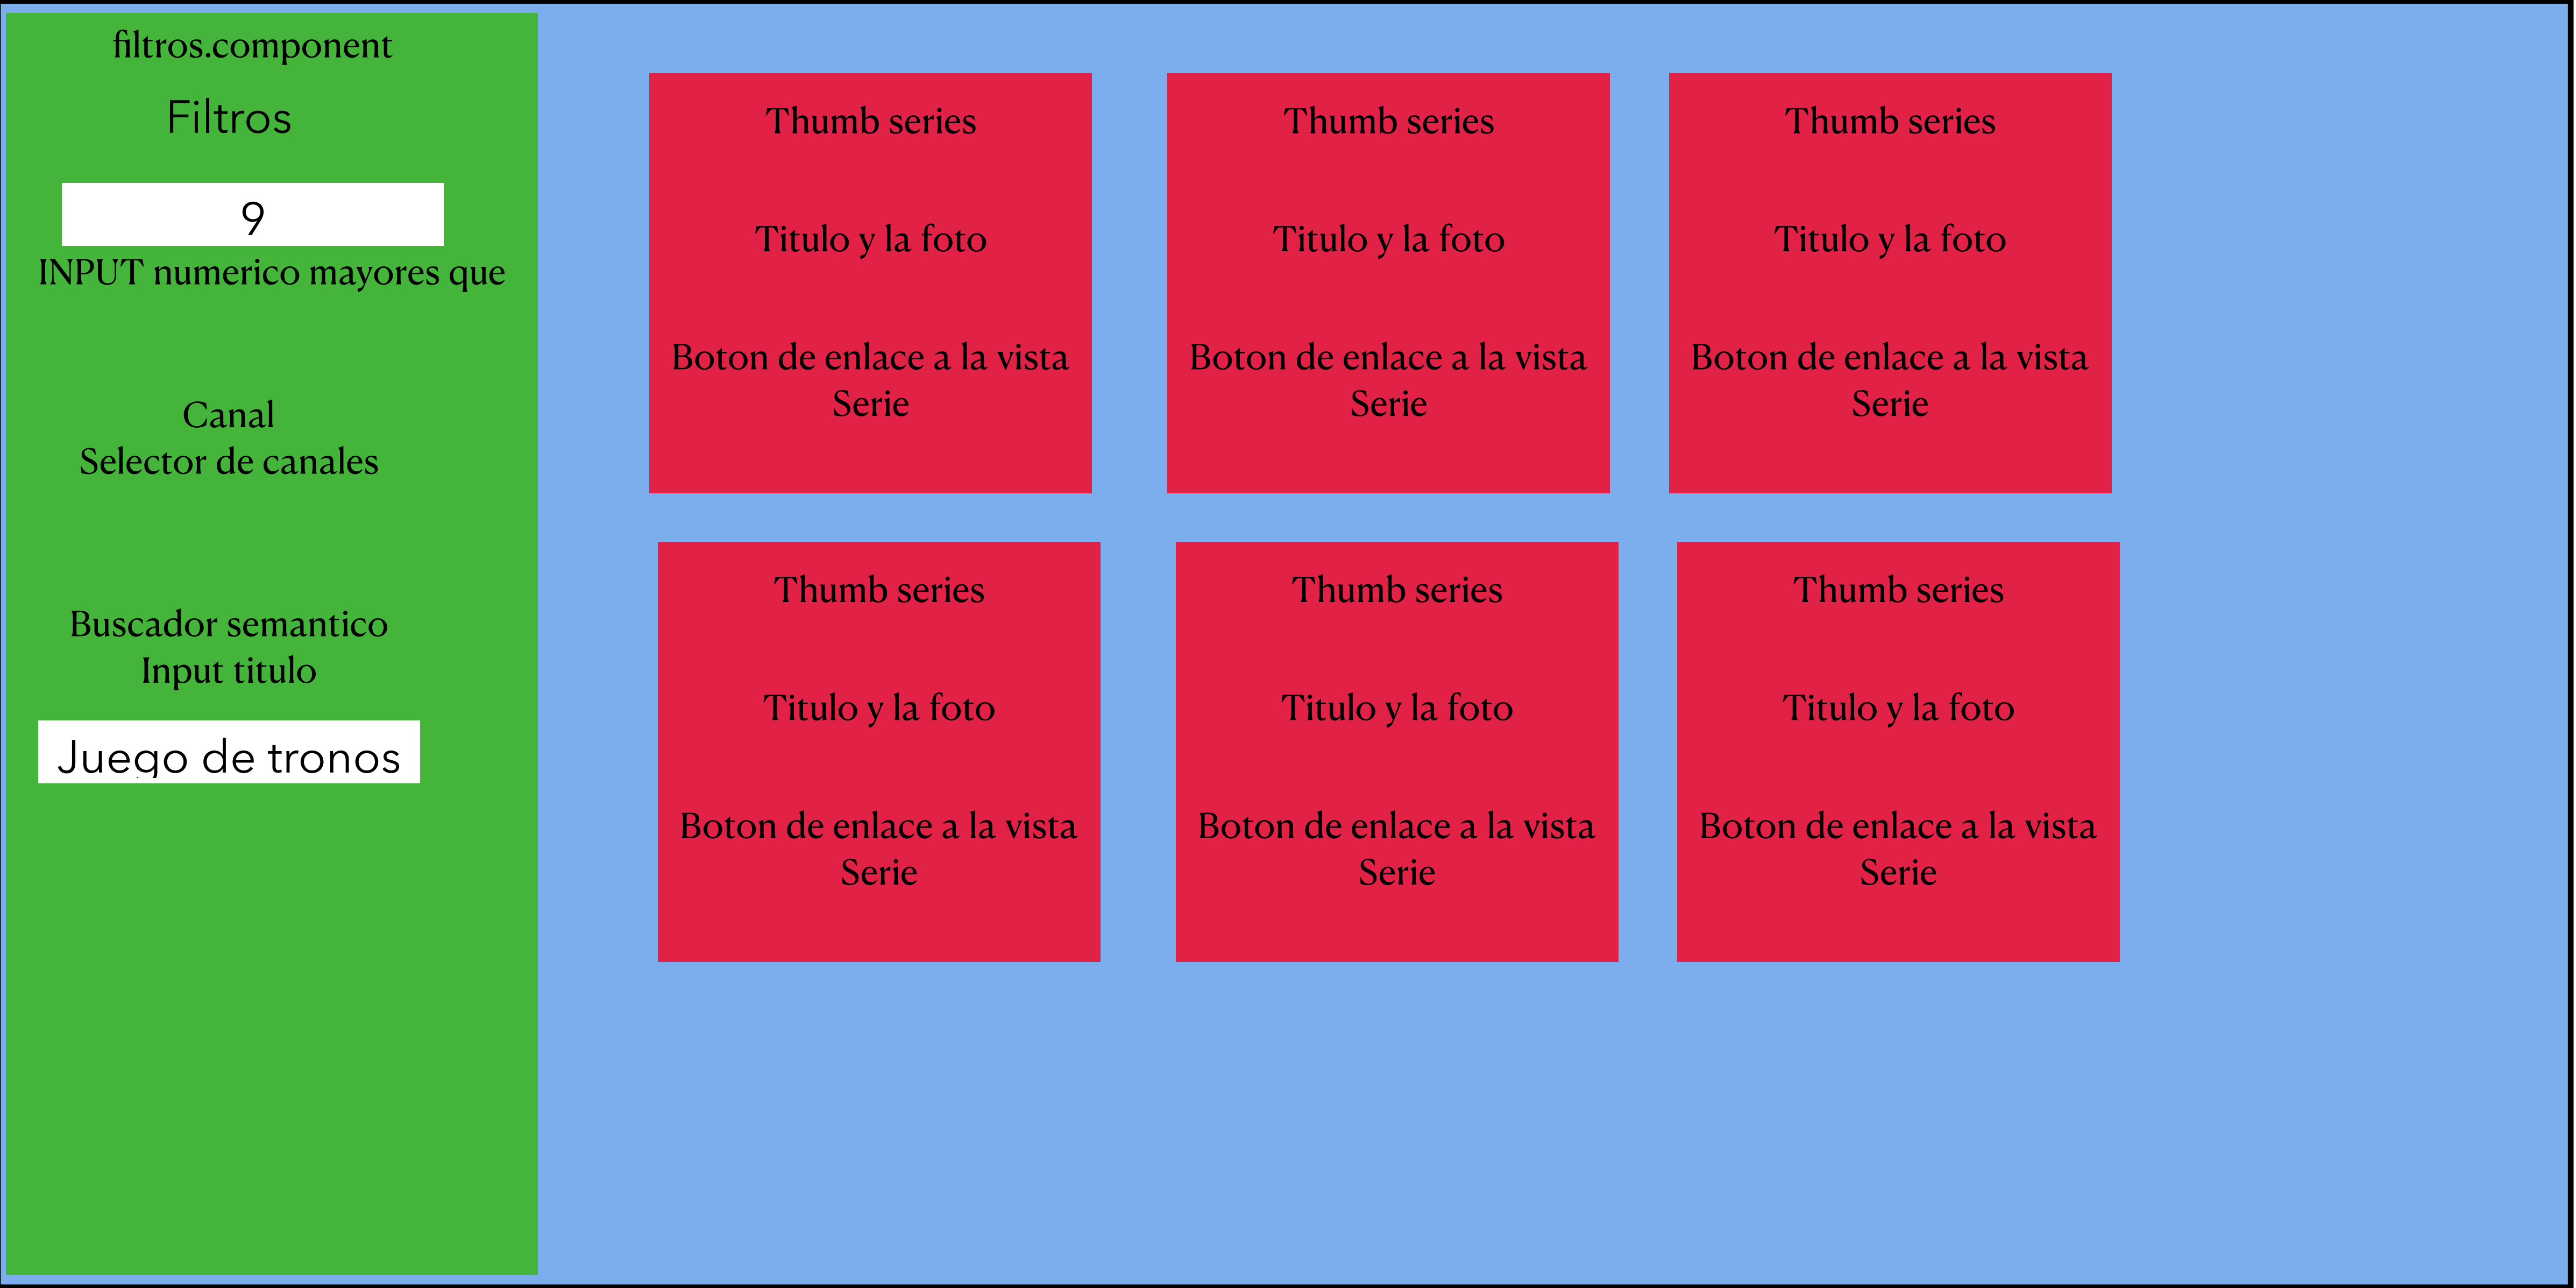 filtros.component
Filtros
9
INPUT numerico mayores que
Canal
Selector de canales
Buscador semantico
Input titulo
Juego de tronos
Thumb series
Titulo y la foto
Boton de enlace a la vista
Serie
Thumb series
Titulo y la foto
Boton de enlace a la vista
Serie
Thumb series
Titulo y la foto
Boton de enlace a la vista
Serie
Thumb series
Titulo y la foto
Boton de enlace a la vista
Serie
Thumb series
Titulo y la foto
Boton de enlace a la vista
Serie
Thumb series
Titulo y la foto
Boton de enlace a la vista
Serie